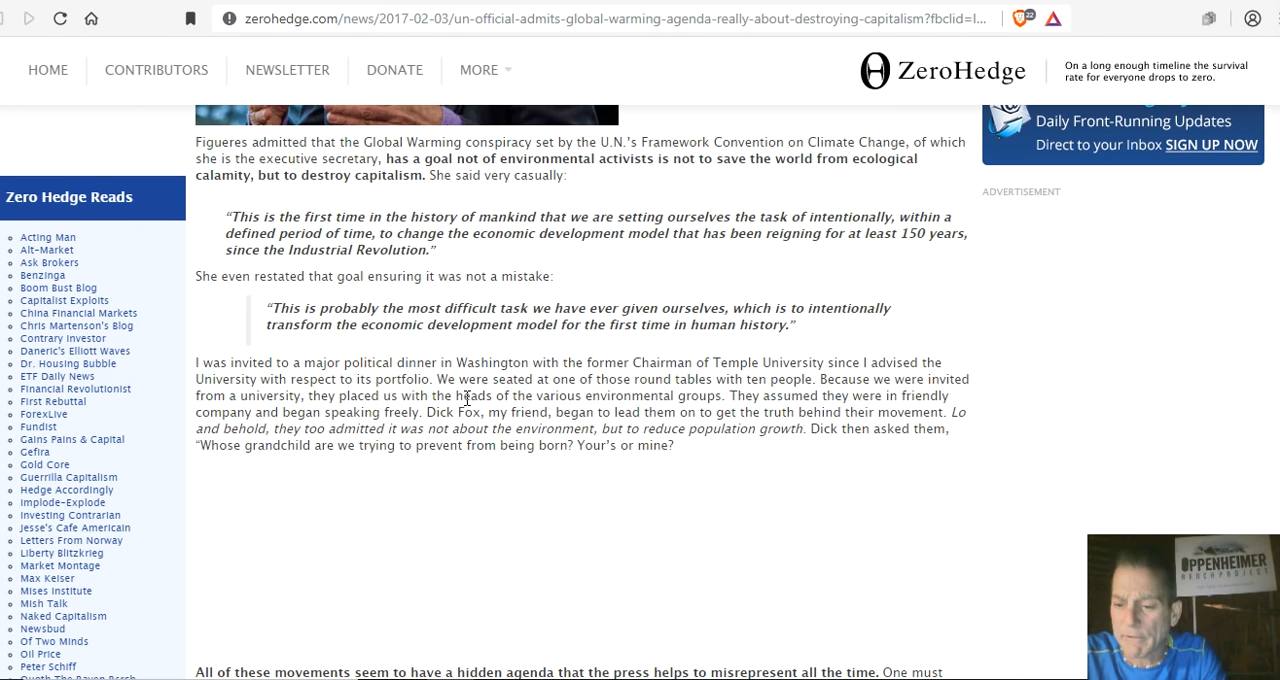 zerohedge.com/news/2017-02-03/un-official-admits-global-warming-agenda-really-about-destroying-capitalism?fbclid=I...
22
HOME
CONTRIBUTORS
NEWSLETTER
DONATE
MORE
ZeroHedge
On a long enough timeline the survival
rate for everyone drops to zero.
Daily Front-Running Updates
Direct to your Inbox SIGN UP NOW
ADVERTISEMENT
Figueres admitted that the Global Warming conspiracy set by the U.N.'s Framework Convention on Climate Change, of which
she is the executive secretary, has a goal not of environmental activists is not to save the world from ecological
calamity, but to destroy capitalism. She said very casually:
“This is the first time in the history of mankind that we are setting ourselves the task of intentionally, within a
defined period of time, to change the economic development model that has been reigning for at least 150 years,
since the Industrial Revolution.”
She even restated that goal ensuring it was not a mistake:
“This is probably the most difficult task we have ever given ourselves, which is to intentionally
transform the economic development model for the first time in human history.”
I was invited to a major political dinner in Washington with the former Chairman of Temple University since I advised the
University with respect to its portfolio. We were seated at one of those round tables with ten people. Because we were invited
from a university, they placed us with the heads of the various environmental groups. They assumed they were in friendly
company and began speaking freely. Dick Fox, my friend, began to lead them on to get the truth behind their movement. Lo
and behold, they too admitted it was not about the environment, but to reduce population growth. Dick then asked them,
“Whose grandchild are we trying to prevent from being born? Your’s or mine?
All of these movements seem to have a hidden agenda that the press helps to misrepresent all the time. One must
Zero Hedge Reads
Acting Man
Alt-Market
Ask Brokers
Benzinga
Boom Bust Blog
Capitalist Exploits
China Financial Markets
Chris Martenson's Blog
Contrary Investor
Daneric's Elliott Waves
Dr. Housing Bubble
ETF Daily News
Financial Revolutionist
First Rebuttal
ForexLive
Fundist
Gains Pains & Capital
Gefira
Gold Core
Guerrilla Capitalism
Hedge Accordingly
Implode-Explode
Investing Contrarian
Jesse's Cafe Americain
Letters From Norway
Liberty Blitzkrieg
Market Montage
Max Keiser
Mises Institute
Mish Talk
Naked Capitalism
Newsbud
Of Two Minds
Oil Price
Peter Schiff
Quoth The Raven Rsrch
OPPENHEIMER
RANCH PROJECT